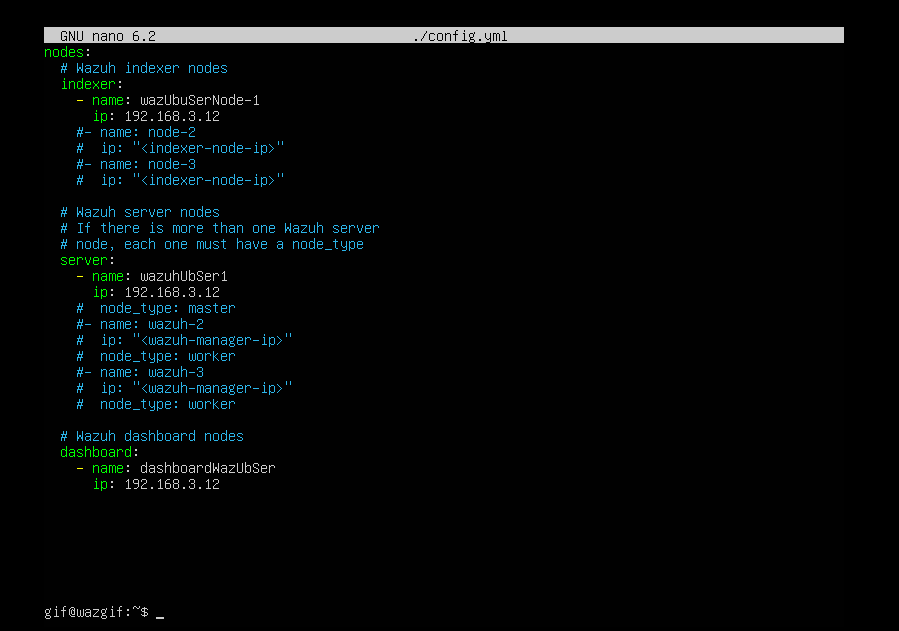 GNU nano 6.2 ./config.yml
nodes:
  # Wazuh indexer nodes
  indexer:
    - name: wazUbuSerNode-1
      ip: 192.168.3.12
    #- name: node-2
    #  ip: "<indexer-node-ip>"
    #- name: node-3
    #  ip: "<indexer-node-ip>"

  # Wazuh server nodes
  # If there is more than one Wazuh server
  # node, each one must have a node_type
  server:
    - name: wazuhUbSer1
      ip: 192.168.3.12
    #  node_type: master
    #- name: wazuh-2
    #  ip: "<wazuh-manager-ip>"
    #  node_type: worker
    #- name: wazuh-3
    #  ip: "<wazuh-manager-ip>"
    #  node_type: worker

  # Wazuh dashboard nodes
  dashboard:
    - name: dashboardWazUbSer
      ip: 192.168.3.12

gif@wazgif:~$ _